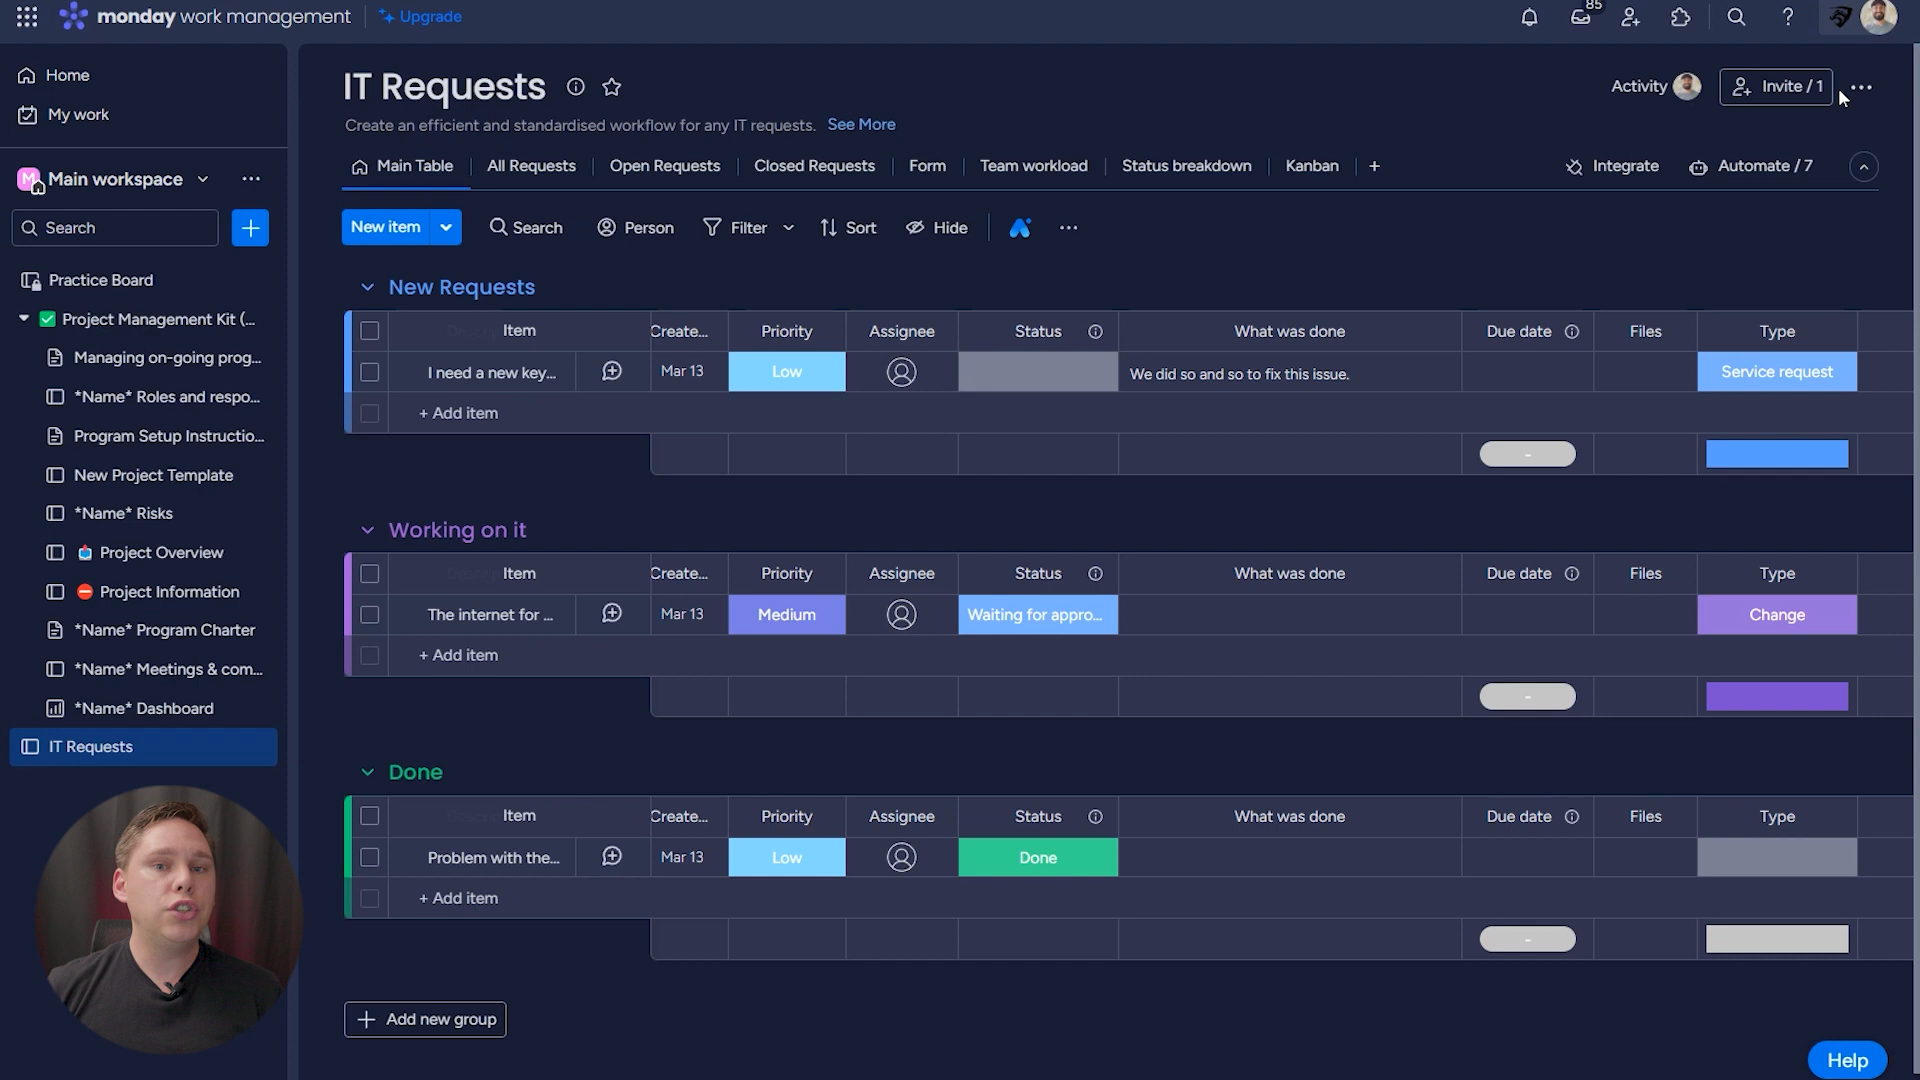 monday work management
Upgrade
85
Home
My work
M
Main workspace
Search
Practice Board
Project Management Kit (...
Managing on-going prog...
*Name* Roles and respo...
Program Setup Instructio...
New Project Template
*Name* Risks
Project Overview
Project Information
*Name* Program Charter
*Name* Meetings & com...
*Name* Dashboard
IT Requests
IT Requests
Activity
Invite / 1
Create an efficient and standardised workflow for any IT requests. See More
Main Table
All Requests
Open Requests
Closed Requests
Form
Team workload
Status breakdown
Kanban
+
Integrate
Automate / 7
New item
Search
Person
Filter
Sort
Hide
New Requests
Item Create... Priority Assignee Status What was done Due date Files Type
I need a new key... Mar 13 Low We did so and so to fix this issue. Service request
+ Add item
-
Working on it
Item Create... Priority Assignee Status What was done Due date Files Type
The internet for ... Mar 13 Medium Waiting for appro... Change
+ Add item
-
Done
Item Create... Priority Assignee Status What was done Due date Files Type
Problem with the... Mar 13 Low Done
+ Add item
-
+ Add new group
Help